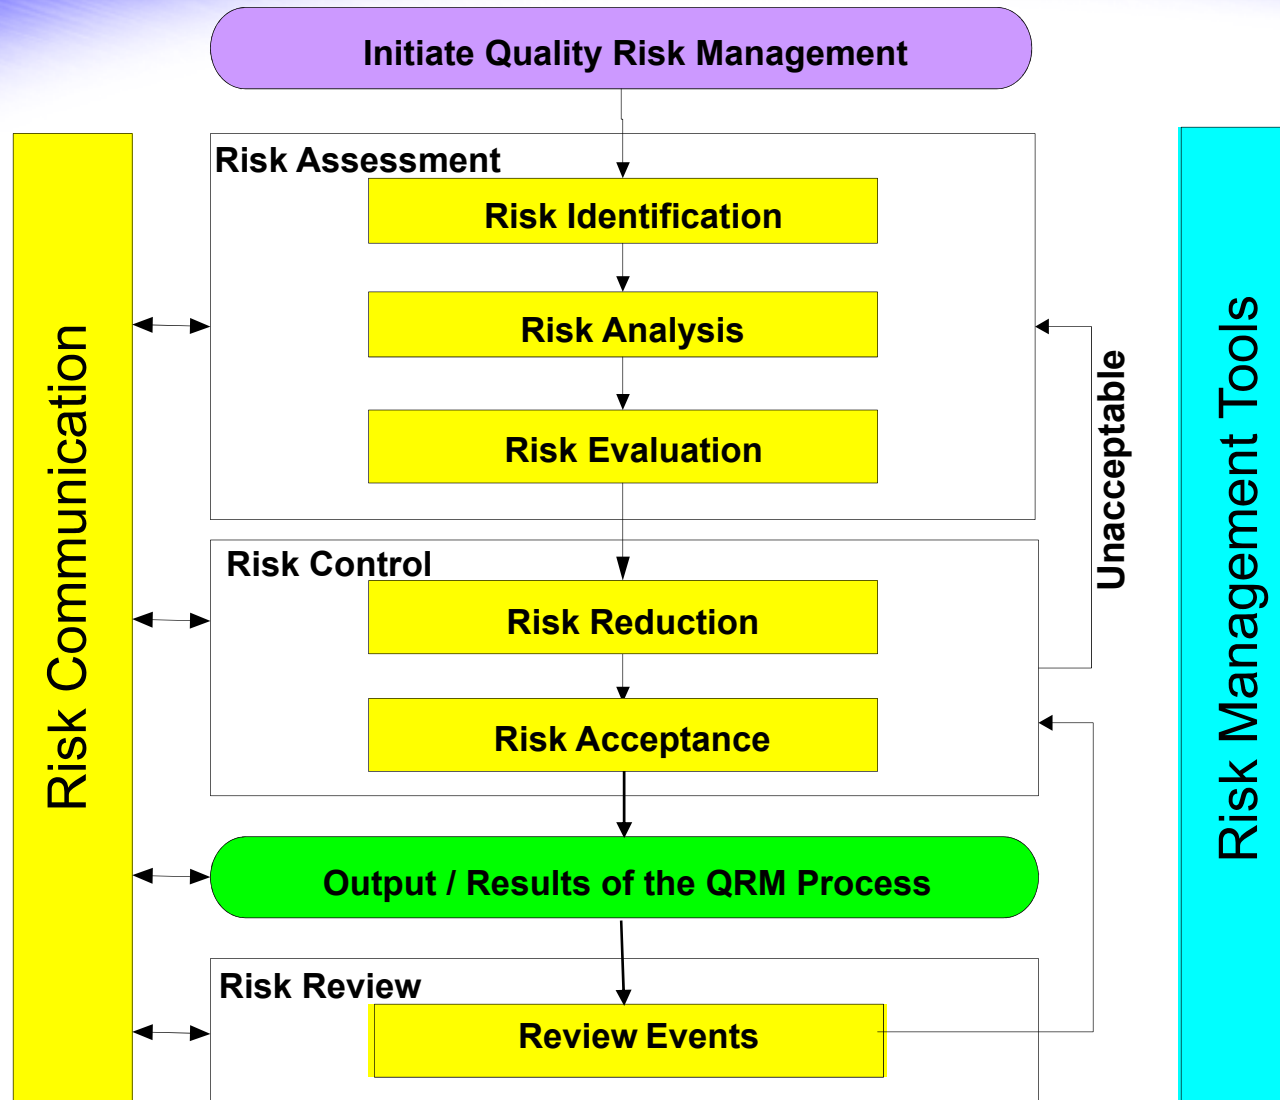 Initiate Quality Risk Management
Risk Assessment
Risk Identification
Risk Analysis
Risk Evaluation
Risk Control
Risk Reduction
Risk Acceptance
Output / Results of the QRM Process
Risk Review
Review Events
Risk Communication
Unacceptable
Risk Management Tools